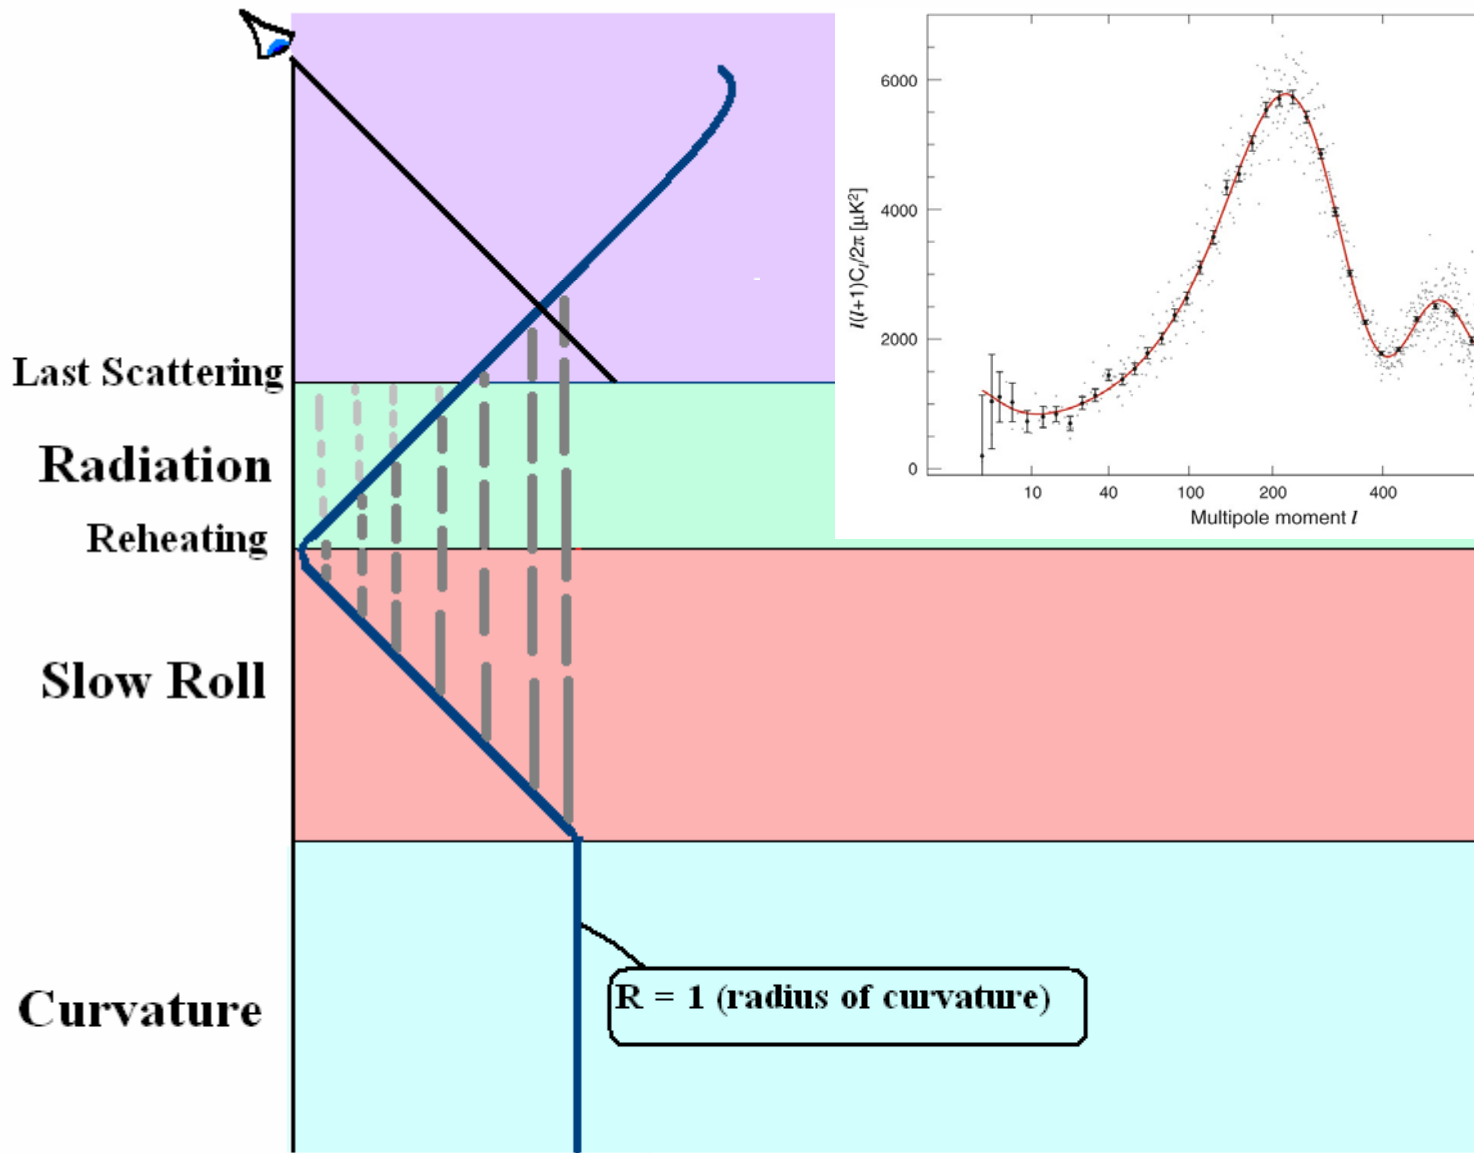 Last Scattering
Radiation
Reheating
Slow Roll
Curvature
R = 1 (radius of curvature)
l(l+1)Cₗ/2π [μK²]
6000
4000
2000
0
10 40 100 200 400
Multipole moment l